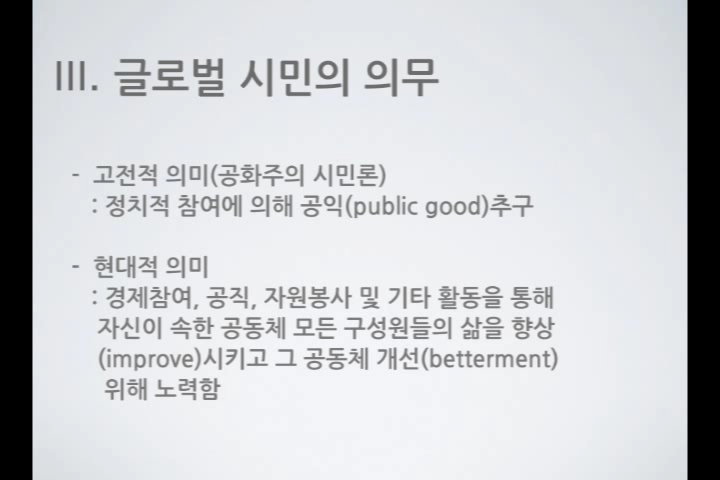 III. 글로벌 시민의 의무
- 고전적 의미(공화주의 시민론)
: 정치적 참여에 의해 공익(public good)추구
- 현대적 의미
: 경제참여, 공직, 자원봉사 및 기타 활동을 통해
자신이 속한 공동체 모든 구성원들의 삶을 향상
(improve)시키고 그 공동체 개선(betterment)
위해 노력함